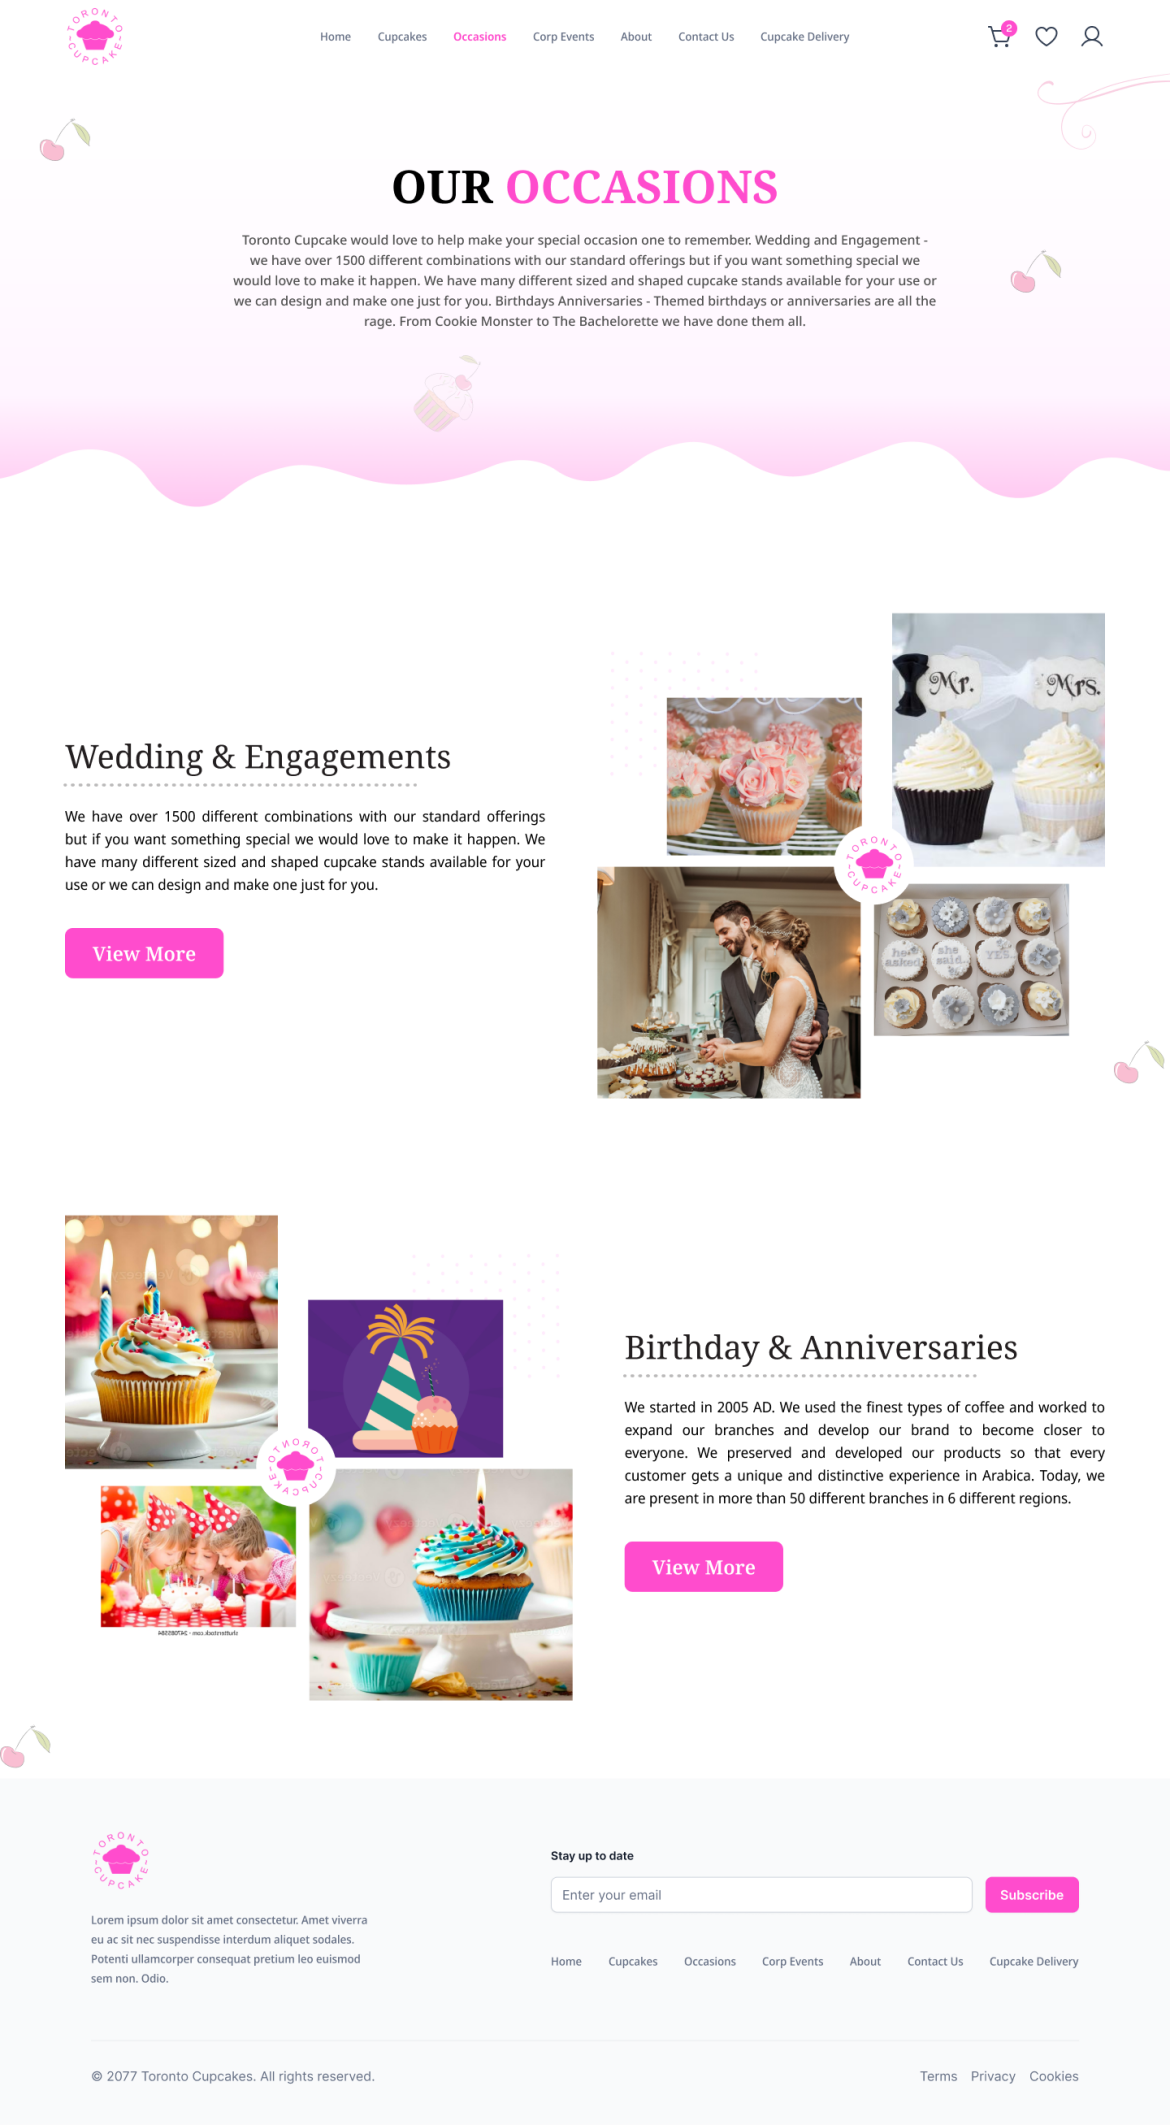 TORONTO CUPCAKE
Home Cupcakes Occasions Corp Events About Contact Us Cupcake Delivery
2
OUR OCCASIONS
Toronto Cupcake would love to help make your special occasion one to remember. Wedding and Engagement -
we have over 1500 different combinations with our standard offerings but if you want something special we
would love to make it happen. We have many different sized and shaped cupcake stands available for your use or
we can design and make one just for you. Birthdays Anniversaries - Themed birthdays or anniversaries are all the
rage. From Cookie Monster to The Bachelorette we have done them all.
Mr. Mrs.
Wedding & Engagements
We have over 1500 different combinations with our standard offerings
but if you want something special we would love to make it happen. We
have many different sized and shaped cupcake stands available for your
use or we can design and make one just for you.
View More
TORONTO CUPCAKE
he asked
she said...
YES
Birthday & Anniversaries
We started in 2005 AD. We used the finest types of coffee and worked to
expand our branches and develop our brand to become closer to
everyone. We preserved and developed our products so that every
customer gets a unique and distinctive experience in Arabica. Today, we
are present in more than 50 different branches in 6 different regions.
View More
TORONTO CUPCAKE
TORONTO CUPCAKE
Lorem ipsum dolor sit amet consectetur. Amet viverra
eu ac sit nec suspendisse interdum aliquet sodales.
Potenti ullamcorper consequat pretium leo euismod
sem non. Odio.
Stay up to date
Enter your email
Subscribe
Home Cupcakes Occasions Corp Events About Contact Us Cupcake Delivery
© 2077 Toronto Cupcakes. All rights reserved.
Terms Privacy Cookies